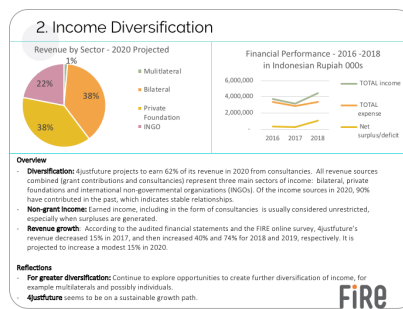 2. Income Diversification
Revenue by Sector - 2020 Projected
1%
22%
38%
38%
Mulitlateral
Bilateral
Private
Foundation
INGO
Financial Performance - 2016 -2018
in Indonesian Rupiah 000s
6,000,000
4,000,000
2,000,000
-
2016 2017 2018
TOTAL income
TOTAL
expense
Net
surplus/deficit
Overview
- Diversification: 4justfuture projects to earn 62% of its revenue in 2020 from consultancies. All revenue sources
combined (grant contributions and consultancies) represent three main sectors of income: bilateral, private
foundations and international non-governmental organizations (INGOs). Of the income sources in 2020, 90%
have contributed in the past, which indicates stable relationships.
- Non-grant Income: Earned income, including in the form of consultancies is usually considered unrestricted,
especially when surpluses are generated.
- Revenue growth: According to the audited financial statements and the FIRE online survey, 4justfuture's
revenue decreased 15% in 2017, and then increased 40% and 74% for 2018 and 2019, respectively. It is
projected to increase a modest 15% in 2020.
Reflections
- For greater diversification: Continue to explore opportunities to create further diversification of income, for
example multilaterals and possibly individuals.
- 4Justfuture seems to be on a sustainable growth path.
FiRe